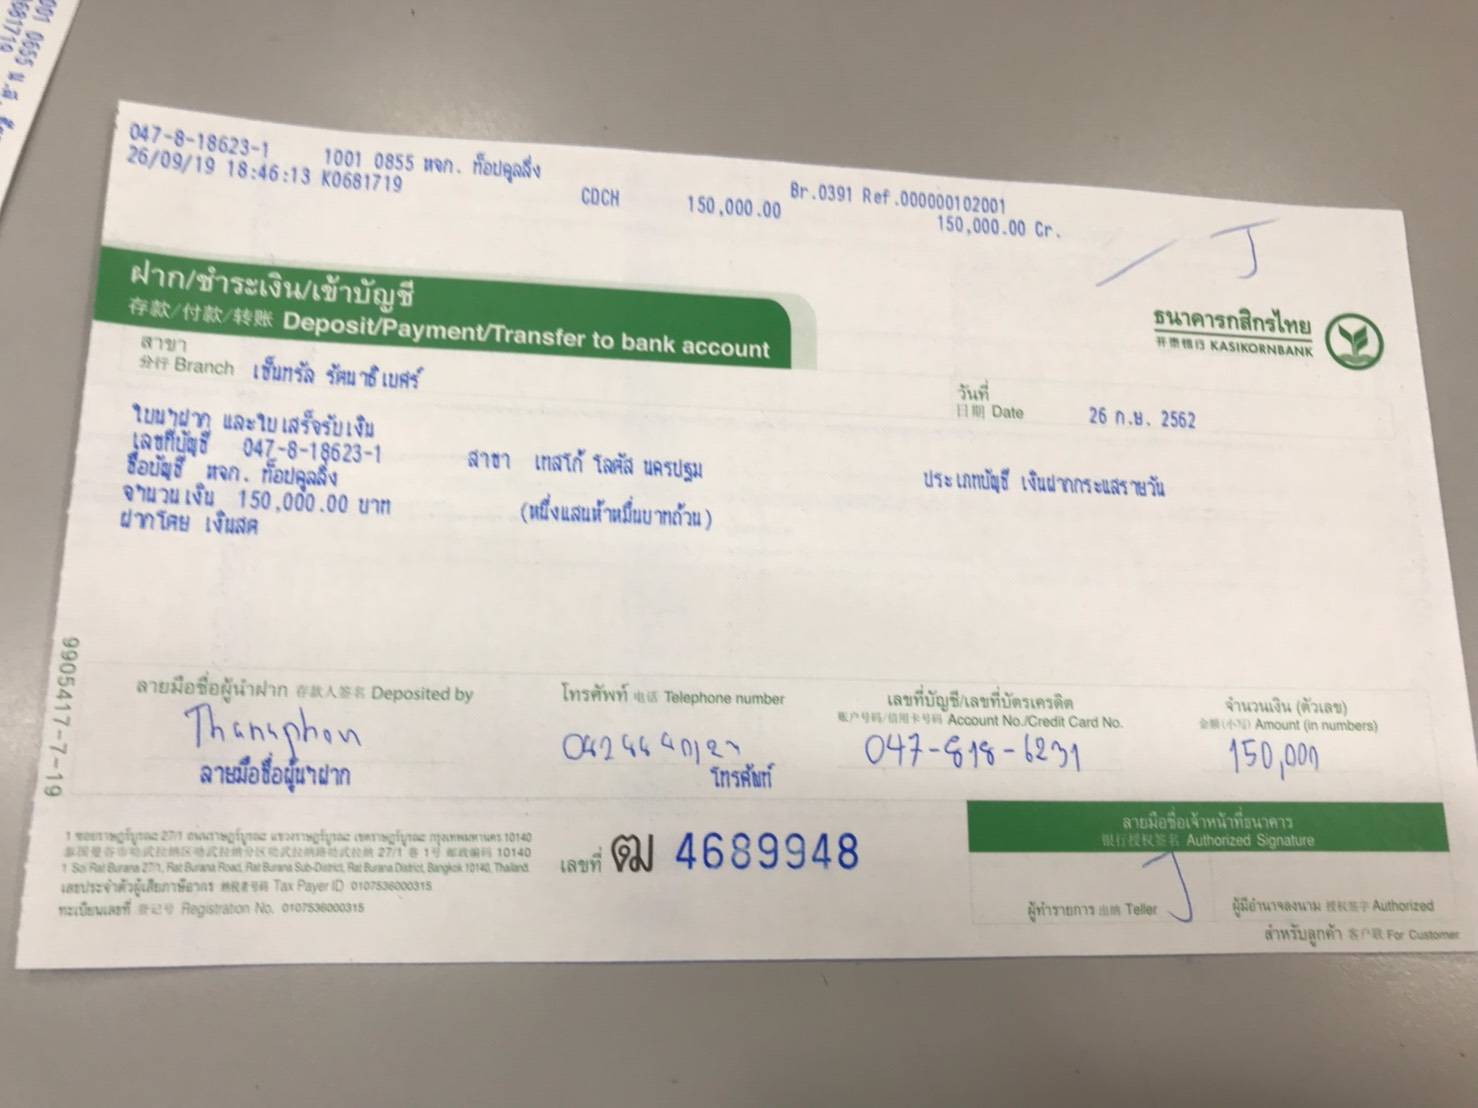 047-8-18623-1 1001 0855 หจก. ท็อปคูลลิ่ง Br.0391 Ref.000000102001
26/09/19 18:46:13 K0681719 CDCH 150,000.00 150,000.00 Cr.
ฝาก/ชำระเงิน/เข้าบัญชี
存款/付款/转账 Deposit/Payment/Transfer to bank account
ธนาคารกสิกรไทย
开泰银行 KASIKORNBANK
สาขา
分行 Branch เซ็นทรัล รัตนาธิเบศร์
วันที่
日期 Date 26 ก.ย. 2562
ใบนำฝาก และใบเสร็จรับเงิน
เลขที่บัญชี 047-8-18623-1 สาขา เทสโก้ โลตัส นครปฐม ประเภทบัญชี เงินฝากกระแสรายวัน
ชื่อบัญชี หจก. ท็อปคูลลิ่ง
จำนวนเงิน 150,000.00 บาท (หนึ่งแสนห้าหมื่นบาทถ้วน)
ฝากโดย เงินสด
9905417-7-19
ลายมือชื่อผู้นำฝาก 存款人签名 Deposited by
Thanaphon
ลายมือชื่อผู้นำฝาก
โทรศัพท์ 电话 Telephone number
โทรศัพท์
เลขที่บัญชี/เลขที่บัตรเครดิต
账户号码/信用卡号码 Account No./Credit Card No.
047-818-6231
จำนวนเงิน (ตัวเลข)
金额(小写) Amount (in numbers)
150,000
1 ซอยราษฎร์บูรณะ 27/1 ถนนราษฎร์บูรณะ แขวงราษฎร์บูรณะ เขตราษฎร์บูรณะ กรุงเทพมหานคร 10140
泰国曼谷市叻武拉纳区叻武拉纳分区叻武拉纳路叻武拉纳 27/1 巷 1号 邮政编码 10140
1 Soi Rat Burana 27/1, Rat Burana Road, Rat Burana Sub-District, Rat Burana District, Bangkok 10140, Thailand.
เลขประจำตัวผู้เสียภาษีอากร 纳税者号码 Tax Payer ID 0107536000315
ทะเบียนเลขที่ 登记号 Registration No. 0107536000315
เลขที่ ฒ 4689948
ลายมือชื่อเจ้าหน้าที่ธนาคาร
银行授权签名 Authorized Signature
ผู้ทำรายการ 出纳 Teller
ผู้มีอำนาจลงนาม 授权签字 Authorized
สำหรับลูกค้า 客户联 For Customer